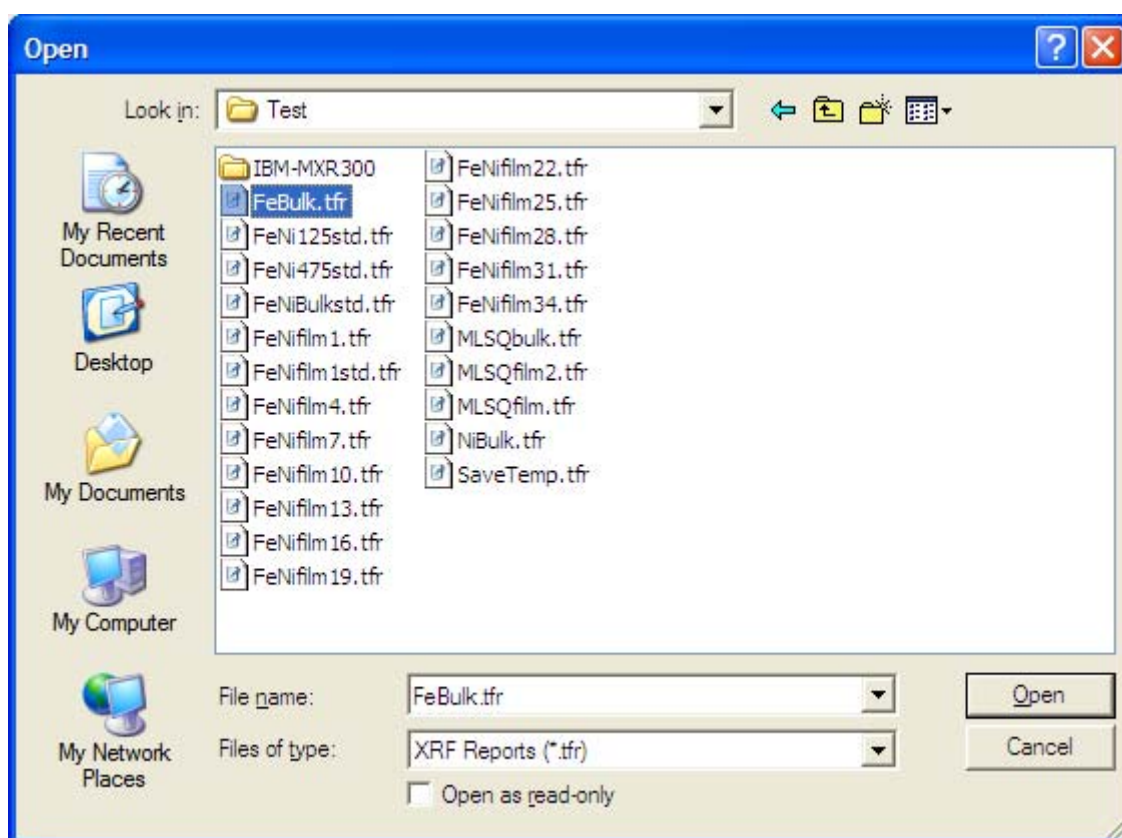 Open
Look in:
Test
My Recent
Documents
Desktop
My Documents
My Computer
My Network
Places
IBM-MXR300
FeBulk.tfr
FeNi125std.tfr
FeNi475std.tfr
FeNiBulkstd.tfr
FeNifilm1.tfr
FeNifilm1std.tfr
FeNifilm4.tfr
FeNifilm7.tfr
FeNifilm10.tfr
FeNifilm13.tfr
FeNifilm16.tfr
FeNifilm19.tfr
FeNifilm22.tfr
FeNifilm25.tfr
FeNifilm28.tfr
FeNifilm31.tfr
FeNifilm34.tfr
MLSQbulk.tfr
MLSQfilm2.tfr
MLSQfilm.tfr
NiBulk.tfr
SaveTemp.tfr
File name:
FeBulk.tfr
Open
Files of type:
XRF Reports (*.tfr)
Cancel
Open as read-only